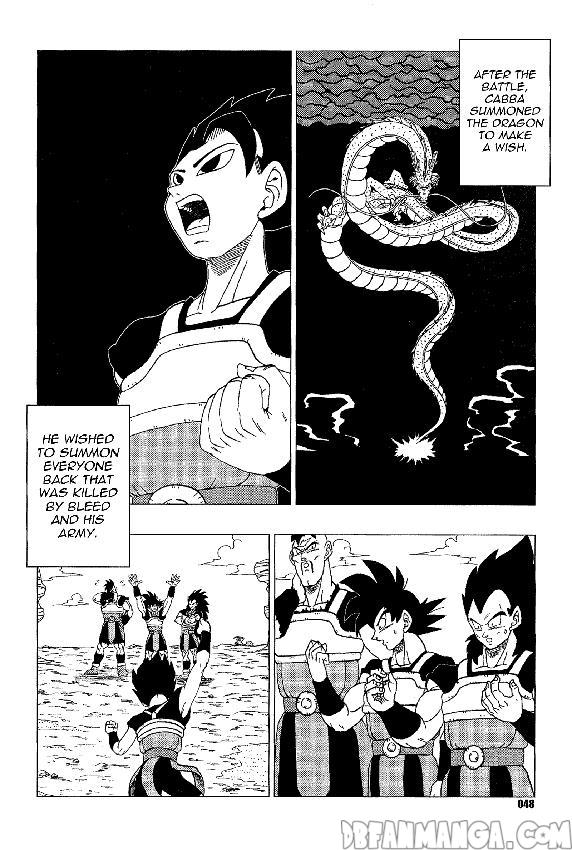 AFTER THE
BATTLE,
CABBA
SUMMONED
THE DRAGON
TO MAKE
A WISH.
HE WISHED
TO SUMMON
EVERYONE
BACK THAT
WAS KILLED
BY BLEED
AND HIS
ARMY.
048
DBFANMANGA.COM